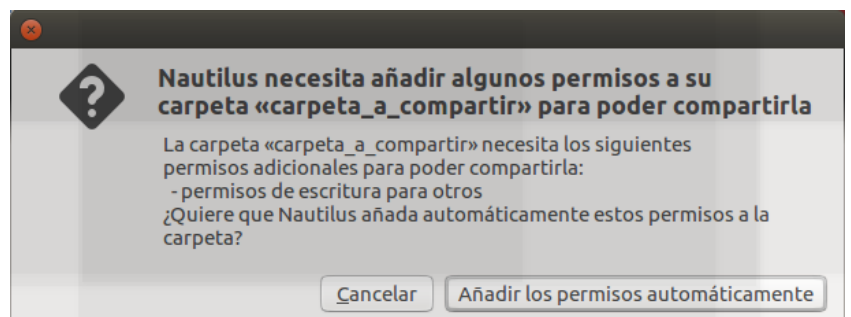 Nautilus necesita añadir algunos permisos a su
carpeta «carpeta_a_compartir» para poder compartirla
La carpeta «carpeta_a_compartir» necesita los siguientes
permisos adicionales para poder compartirla:
- permisos de escritura para otros
¿Quiere que Nautilus añada automáticamente estos permisos a la
carpeta?
Cancelar
Añadir los permisos automáticamente